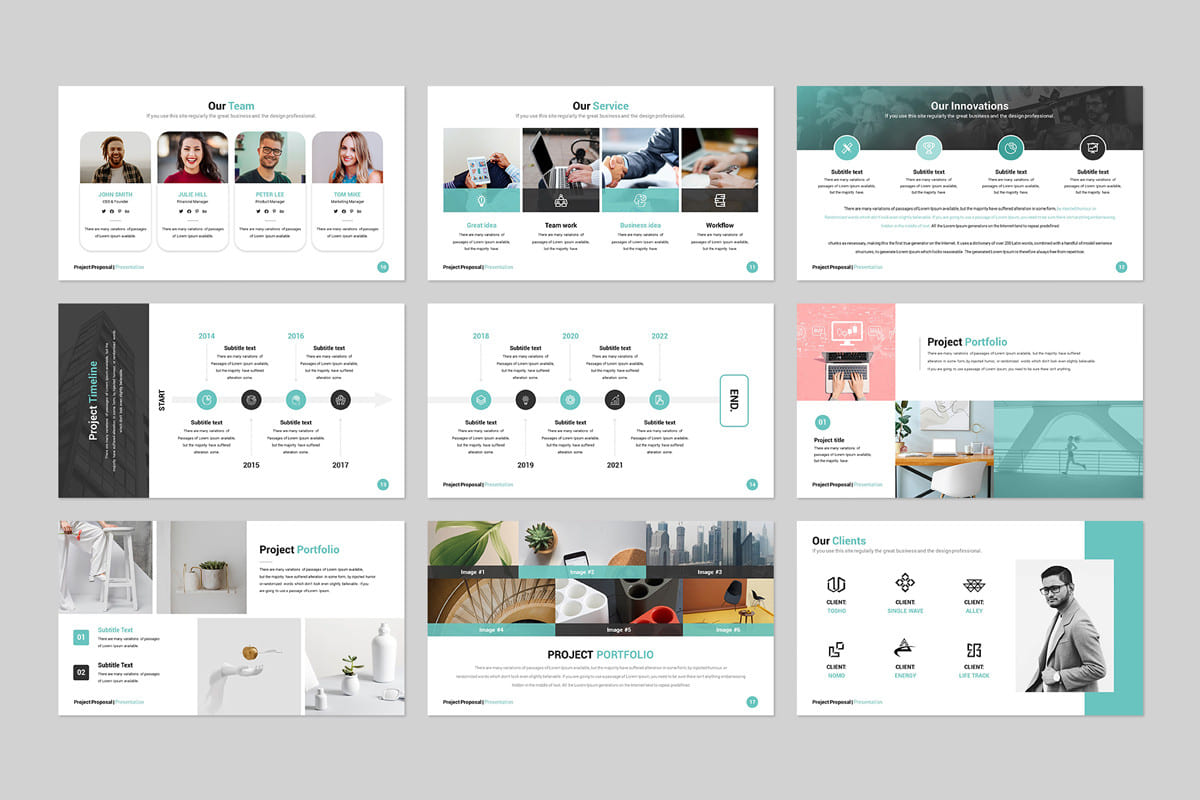 Our Team
If you use this site regularly the great business and the design professional.
JOHN SMITH
CEO & Founder
There are many variations of passages
of Lorem Ipsum available.
JULIE HILL
Finance Manager
There are many variations of passages
of Lorem Ipsum available.
PETER LEE
Product Manager
There are many variations of passages
of Lorem Ipsum available.
TOM MIKE
Marketing Manager
There are many variations of passages
of Lorem Ipsum available.
Project Proposal | Presentation
10
Our Service
If you use this site regularly the great business and the design professional.
Great idea
There are many variations of
passages of Lorem Ipsum available,
but the majority have
Team work
There are many variations of
passages of Lorem Ipsum available,
but the majority have
Business idea
There are many variations of
passages of Lorem Ipsum available,
but the majority have
Workflow
There are many variations of
passages of Lorem Ipsum available,
but the majority have
Project Proposal | Presentation
11
Our Innovations
If you use this site regularly the great business and the design professional.
Subtitle text
There are many variations of
passages of Lorem Ipsum available,
but the majority have
Subtitle text
There are many variations of
passages of Lorem Ipsum available,
but the majority have
Subtitle text
There are many variations of
passages of Lorem Ipsum available,
but the majority have
Subtitle text
There are many variations of
passages of Lorem Ipsum available,
but the majority have
There are many variations of passages of Lorem Ipsum available, but the majority have suffered alteration in some form, by injected humour or
Randomized words which don't look even slightly believable. If you are going to use a passage of Lorem Ipsum, you need to be sure there isn't anything embarrassing
hidden in the middle of text. All the Lorem Ipsum generators on the Internet tend to repeat predefined
chunks as necessary, making this the first true generator on the Internet. It uses a dictionary of over 200 Latin words, combined with a handful of model sentence
structures, to generate Lorem Ipsum which looks reasonable. The generated Lorem Ipsum is therefore always free from repetition.
Project Proposal | Presentation
12
Project Timeline
There are many variations of passages of Lorem Ipsum available, but the
majority have suffered alteration in some form, by injected humour, or randomized words
which don't look even slightly believable.
START
2014
Subtitle text
There are many variations of
Passages of Lorem Ipsum available,
but the majority have suffered
alteration some.
2016
Subtitle text
There are many variations of
Passages of Lorem Ipsum available,
but the majority have suffered
alteration some.
Subtitle text
There are many variations of
Passages of Lorem Ipsum available,
but the majority have suffered
alteration some.
2015
Subtitle text
There are many variations of
Passages of Lorem Ipsum available,
but the majority have suffered
alteration some.
2017
13
2018
Subtitle text
There are many variations of
Passages of Lorem Ipsum available,
but the majority have suffered
alteration some.
2020
Subtitle text
There are many variations of
Passages of Lorem Ipsum available,
but the majority have suffered
alteration some.
2022
END.
Subtitle text
There are many variations of
Passages of Lorem Ipsum available,
but the majority have suffered
alteration some.
2019
Subtitle text
There are many variations of
Passages of Lorem Ipsum available,
but the majority have suffered
alteration some.
2021
Subtitle text
There are many variations of
Passages of Lorem Ipsum available,
but the majority have suffered
alteration some.
Project Proposal | Presentation
14
BUY
Project Portfolio
There are many variations of passages of Lorem Ipsum available, but the majority have suffered
alteration in some form, by injected humor, or randomized words which don't look even slightly believable.
If you are going to use a passage of Lorem Ipsum, you need to be sure there isn't anything.
01
Project title
There are many variations of
passages of Lorem Ipsum available,
but the majority have
Project Proposal | Presentation
Project Portfolio
There are many variations of passages of Lorem Ipsum available,
but the majority have suffered alteration in some form, by injected humor
or randomized words which don't look even slightly believable. If you
are going to use a passage of Lorem Ipsum.
01
Subtitle Text
There are many variations of passages
of Lorem Ipsum available.
02
Subtitle Text
There are many variations of passages
of Lorem Ipsum available.
Project Proposal | Presentation
Image #1
Image #2
Image #3
Image #4
Image #5
Image #6
PROJECT PORTFOLIO
There are many variations of passages of Lorem Ipsum available, but the majority have suffered alteration in some form, by injected humour or
randomized words which don't look even slightly believable. If you are going to use a passage of Lorem Ipsum, you need to be sure there isn't anything embarrassing
hidden in the middle of text. All the Lorem Ipsum generators on the Internet tend to repeat predefined.
Project Proposal | Presentation
17
Our Clients
If you use this site regularly the great business and the design professional.
CLIENT:
TOSHO
CLIENT:
SINGLE WAVE
CLIENT:
ALLEY
CLIENT:
NOMD
CLIENT:
ENERGY
CLIENT:
LIFE TRACK
Project Proposal | Presentation